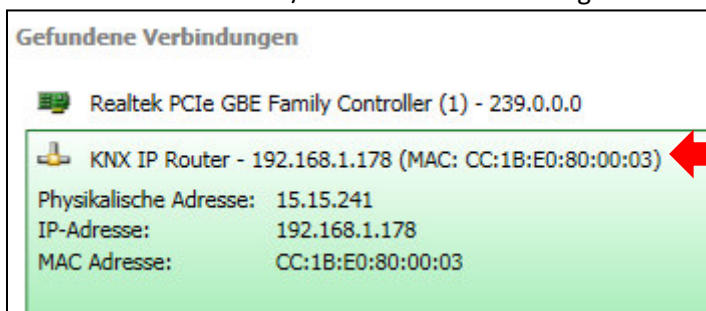 Gefundene Verbindungen
Realtek PCIe GBE Family Controller (1) - 239.0.0.0
KNX IP Router - 192.168.1.178 (MAC: CC:1B:E0:80:00:03)
Physikalische Adresse: 15.15.241
IP-Adresse: 192.168.1.178
MAC Adresse: CC:1B:E0:80:00:03